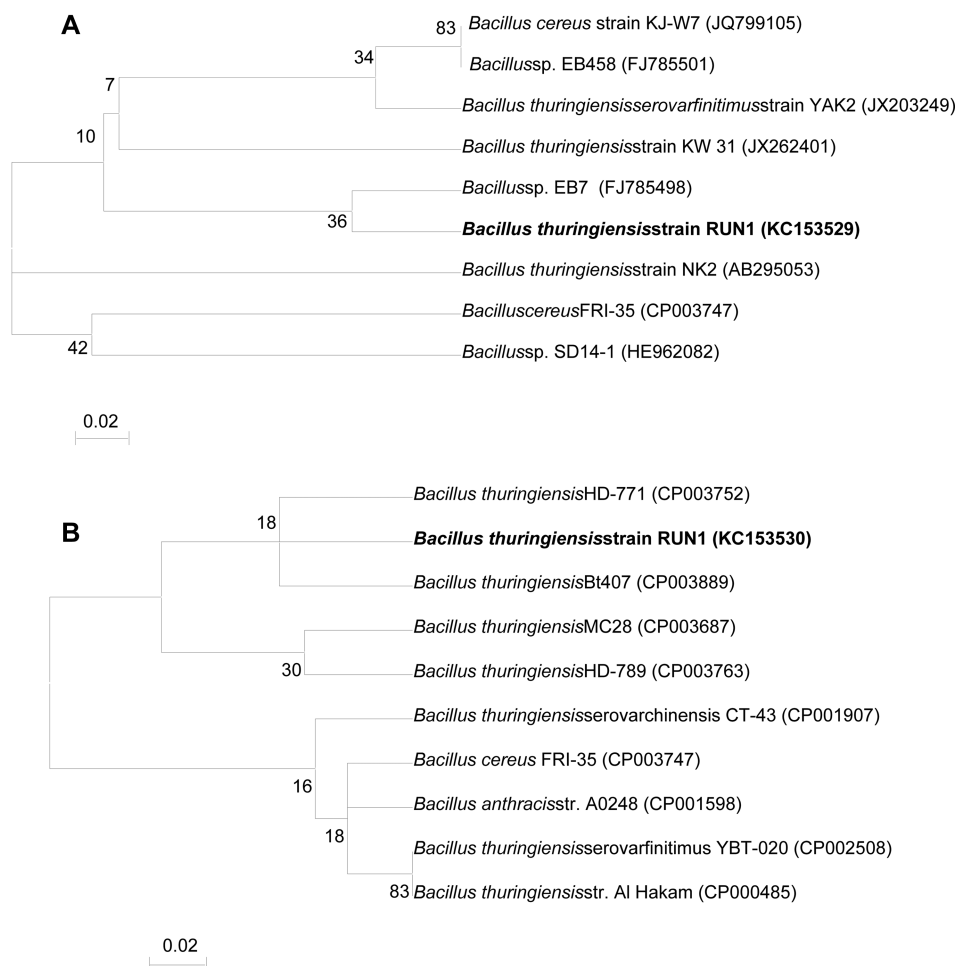 A
83
Bacillus cereus strain KJ-W7 (JQ799105)
34
Bacillussp. EB458 (FJ785501)
7
Bacillus thuringiensisserovarfinitimusstrain YAK2 (JX203249)
10
Bacillus thuringiensisstrain KW 31 (JX262401)
Bacillussp. EB7 (FJ785498)
36
Bacillus thuringiensisstrain RUN1 (KC153529)
Bacillus thuringiensisstrain NK2 (AB295053)
BacilluscereusFRI-35 (CP003747)
42
Bacillussp. SD14-1 (HE962082)
0.02
B
Bacillus thuringiensisHD-771 (CP003752)
18
Bacillus thuringiensisstrain RUN1 (KC153530)
Bacillus thuringiensisBt407 (CP003889)
Bacillus thuringiensisMC28 (CP003687)
30
Bacillus thuringiensisHD-789 (CP003763)
Bacillus thuringiensisserovarchinensis CT-43 (CP001907)
16
Bacillus cereus FRI-35 (CP003747)
Bacillus anthracisstr. A0248 (CP001598)
18
Bacillus thuringiensisserovarfinitimus YBT-020 (CP002508)
83
Bacillus thuringiensisstr. Al Hakam (CP000485)
0.02